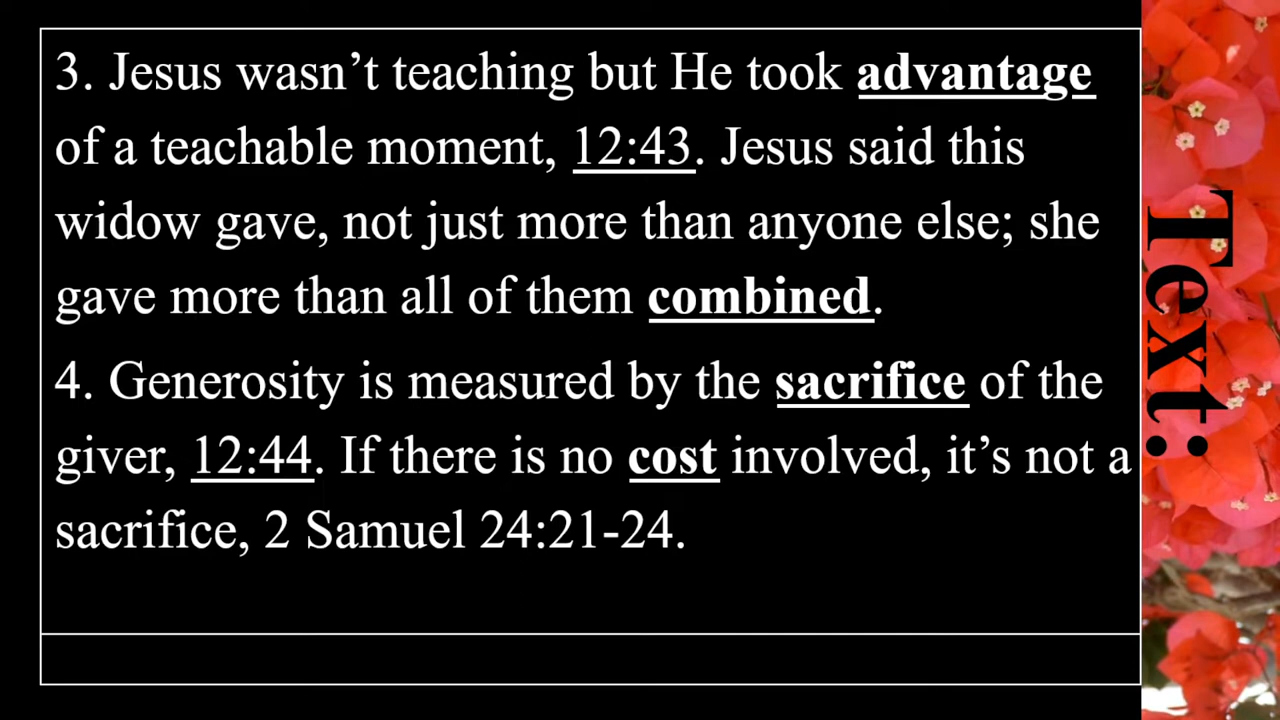 3. Jesus wasn’t teaching but He took advantage
of a teachable moment, 12:43. Jesus said this
widow gave, not just more than anyone else; she
gave more than all of them combined.
4. Generosity is measured by the sacrifice of the
giver, 12:44. If there is no cost involved, it’s not a
sacrifice, 2 Samuel 24:21-24.
Text: